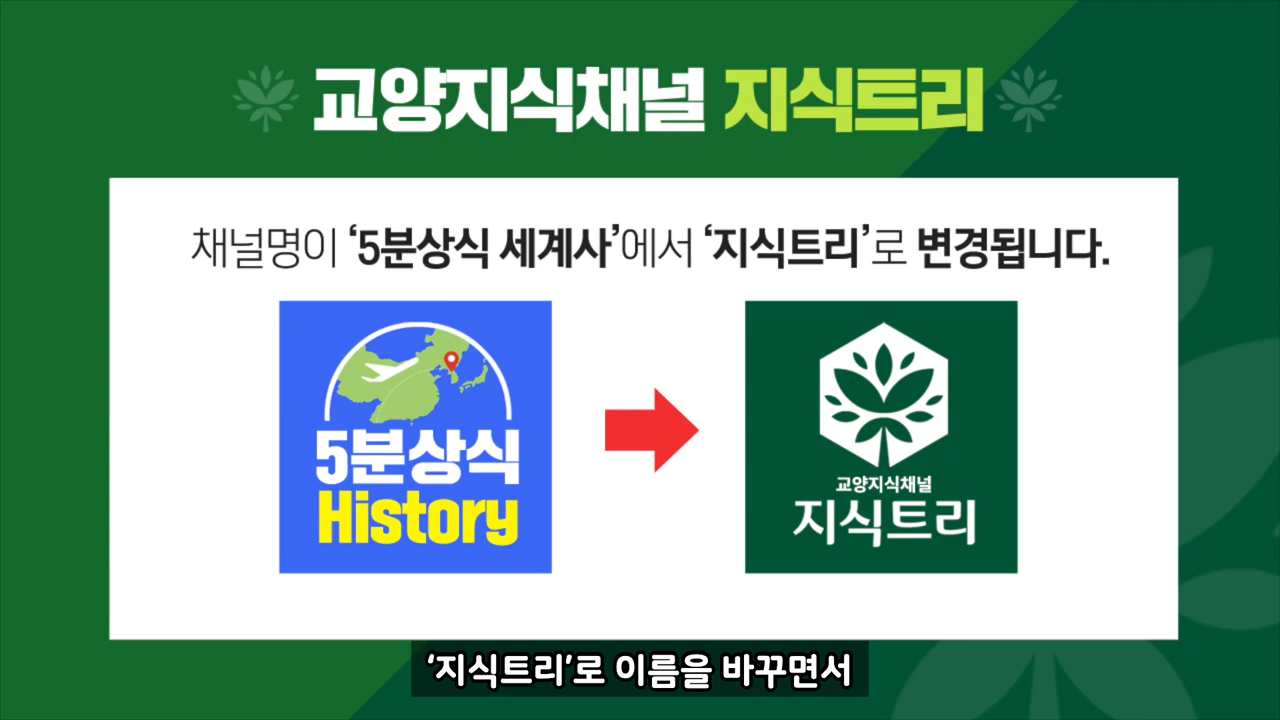 교양지식채널 지식트리
채널명이 ‘5분상식 세계사’에서 ‘지식트리’로 변경됩니다.
5분상식
History
교양지식채널
지식트리
‘지식트리’로 이름을 바꾸면서